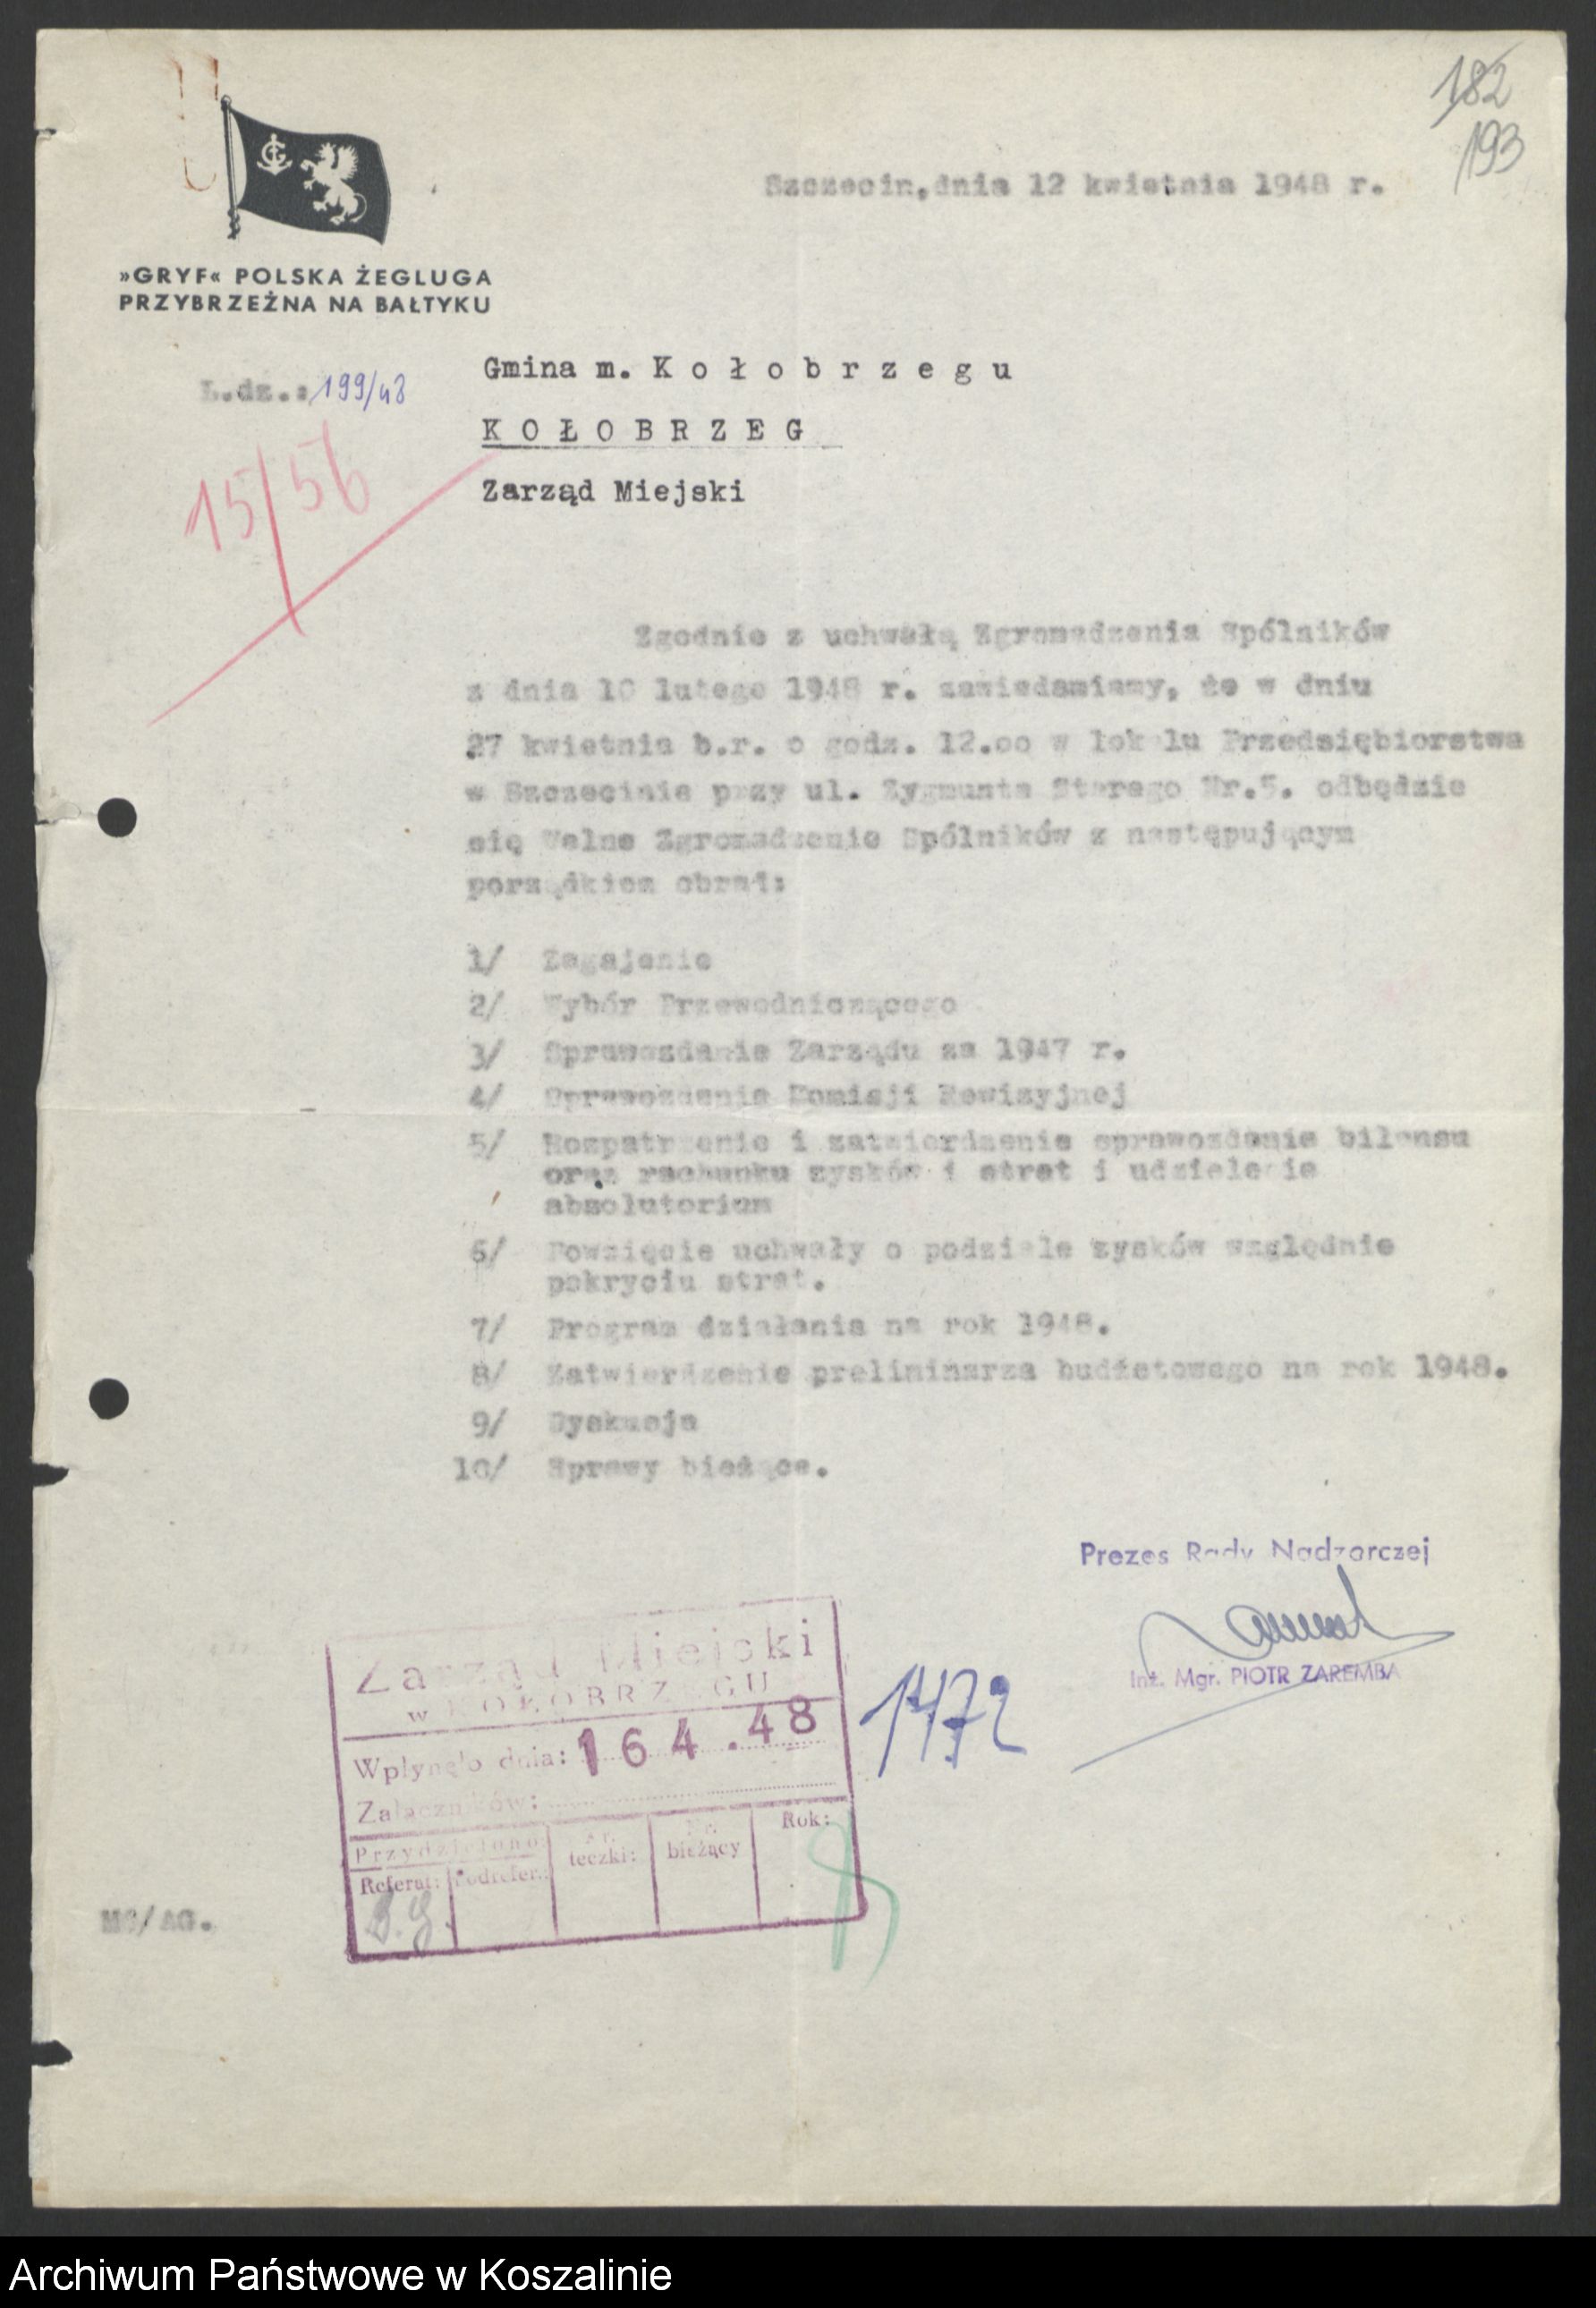 182
193
Szczecin,dnia 12 kwietnia 1948 r.
»GRYF« POLSKA ŻEGLUGA
PRZYBRZEŻNA NA BAŁTYKU
L.dz.:199/48
Gmina m. K o ł o b r z e g u
K O Ł O B R Z E G
Zarząd Miejski
15/56
Zgodnie z uchwałą Zgromadzenia Spólników
z dnia 10 lutego 1948 r. zawiadamiamy, że w dniu
27 kwietnia b.r. o godz. 12.oo w lokalu Przedsiębiorstwa
w Szczecinie przy ul. Zygmunta Starego Nr.5. odbędzie
się Walne Zgromadzenie Spólników z następującym
porządkiem obrad:
1/ Zagajenie
2/ Wybór Przewodniczącego
3/ Sprawozdanie Zarządu za 1947 r.
4/ Sprawozdanie Komisji Rewizyjnej
5/ Rozpatrzenie i zatwierdzenie sprawozdania bilansu
oraz rachunku zysków i strat i udzielenie
absolutorium
6/ Powzięcie uchwały o podziale zysków względnie
pokryciu strat.
7/ Program działania na rok 1948.
8/ Zatwierdzenie preliminarza budżetowego na rok 1948.
9/ Dyskusja
10/ Sprawy bieżące.
Prezes Rady Nadzorczej
Inż. Mgr. PIOTR ZAREMBA
Zarząd Miejski
w KOŁOBRZEGU
Wpłynęło dnia: 16 4.48
1472
Załączników:
Przydzielono:
Referat: Podrefer.:
Nr. teczki:
Nr. bieżący
Rok:
MC/AG.
Archiwum Państwowe w Koszalinie